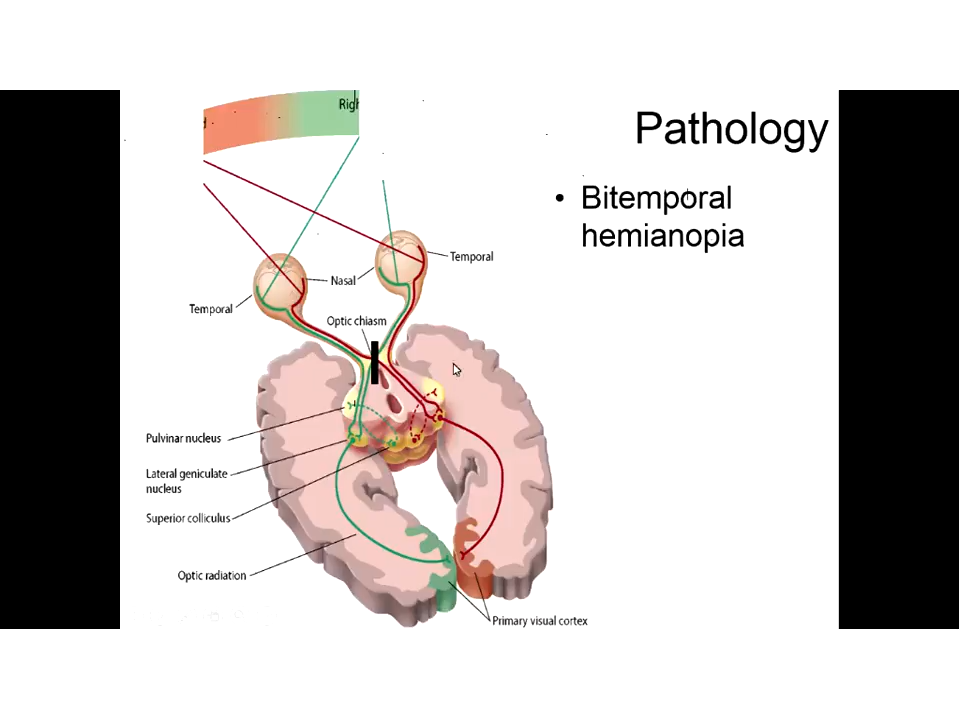 Pathology
• Bitemporal
hemianopia
Temporal
Nasal
Temporal
Optic chiasm
Pulvinar nucleus
Lateral geniculate
nucleus
Superior colliculus
Optic radiation
Primary visual cortex